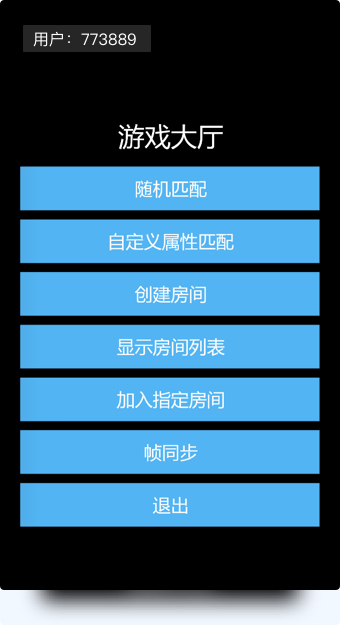 用户：773889
游戏大厅
随机匹配
自定义属性匹配
创建房间
显示房间列表
加入指定房间
帧同步
退出